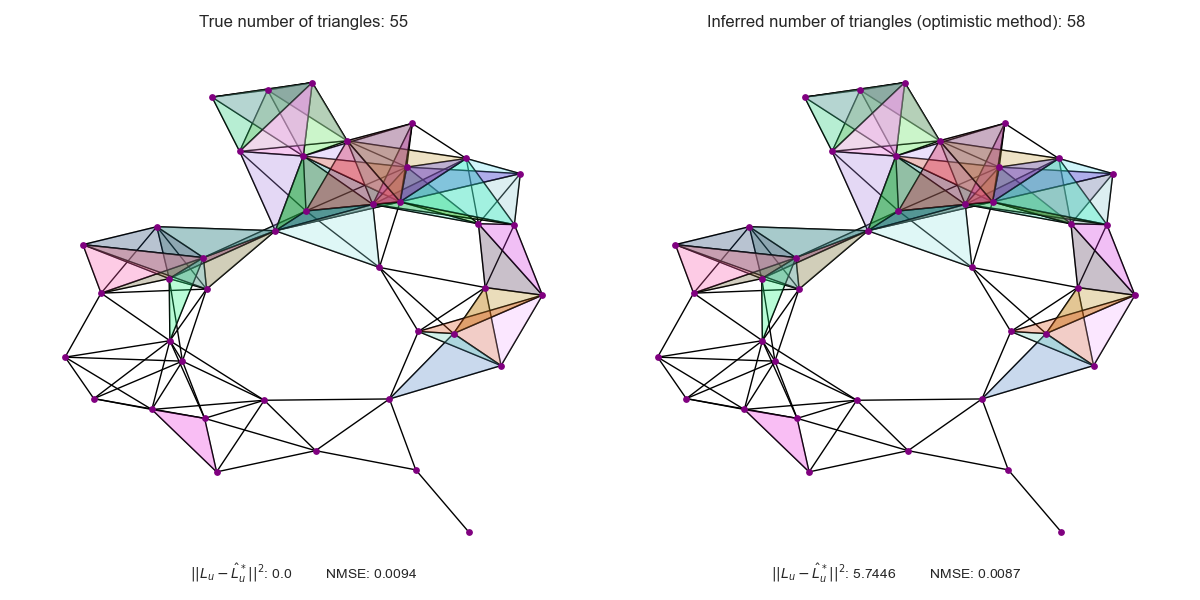 True number of triangles: 55
Inferred number of triangles (optimistic method): 58
$||L_u - \hat{L}_u^*||^2$: 0.0 NMSE: 0.0094
$||L_u - \hat{L}_u^*||^2$: 5.7446 NMSE: 0.0087